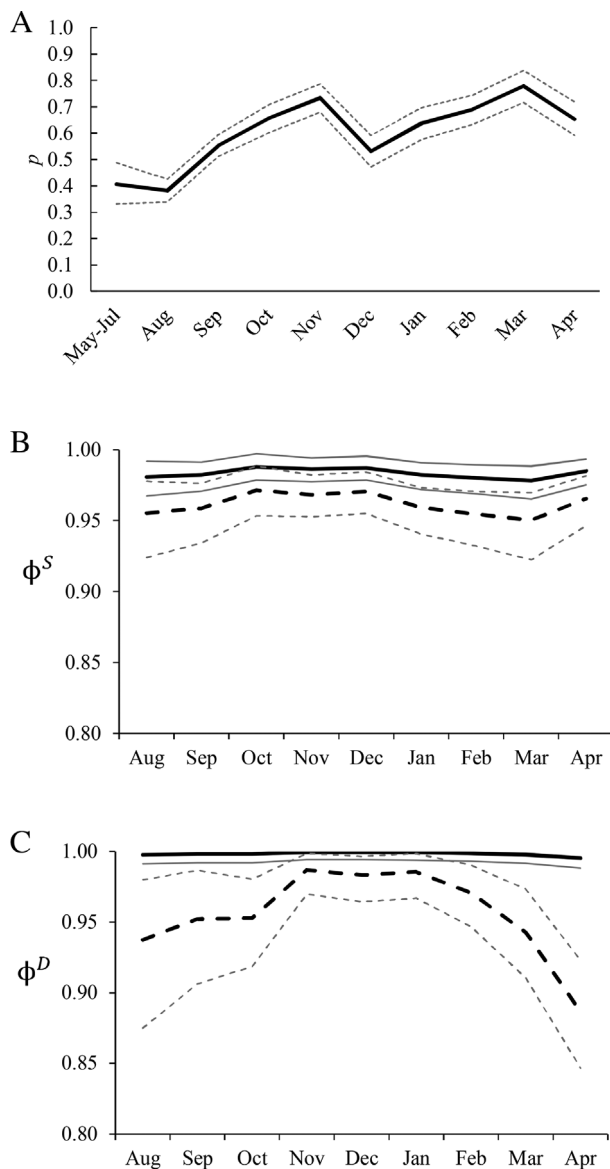 A
1.0
0.9
0.8
0.7
0.6
0.5
0.4
0.3
0.2
0.1
0.0
p
May-Jul Aug Sep Oct Nov Dec Jan Feb Mar Apr
B
1.00
0.95
0.90
0.85
0.80
ϕ^S
Aug Sep Oct Nov Dec Jan Feb Mar Apr
C
1.00
0.95
0.90
0.85
0.80
ϕ^D
Aug Sep Oct Nov Dec Jan Feb Mar Apr